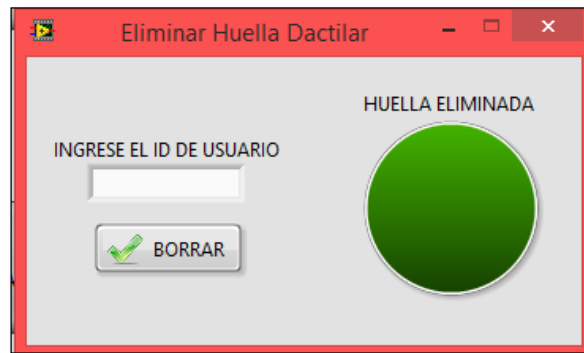 Eliminar Huella Dactilar
HUELLA ELIMINADA
INGRESE EL ID DE USUARIO
BORRAR